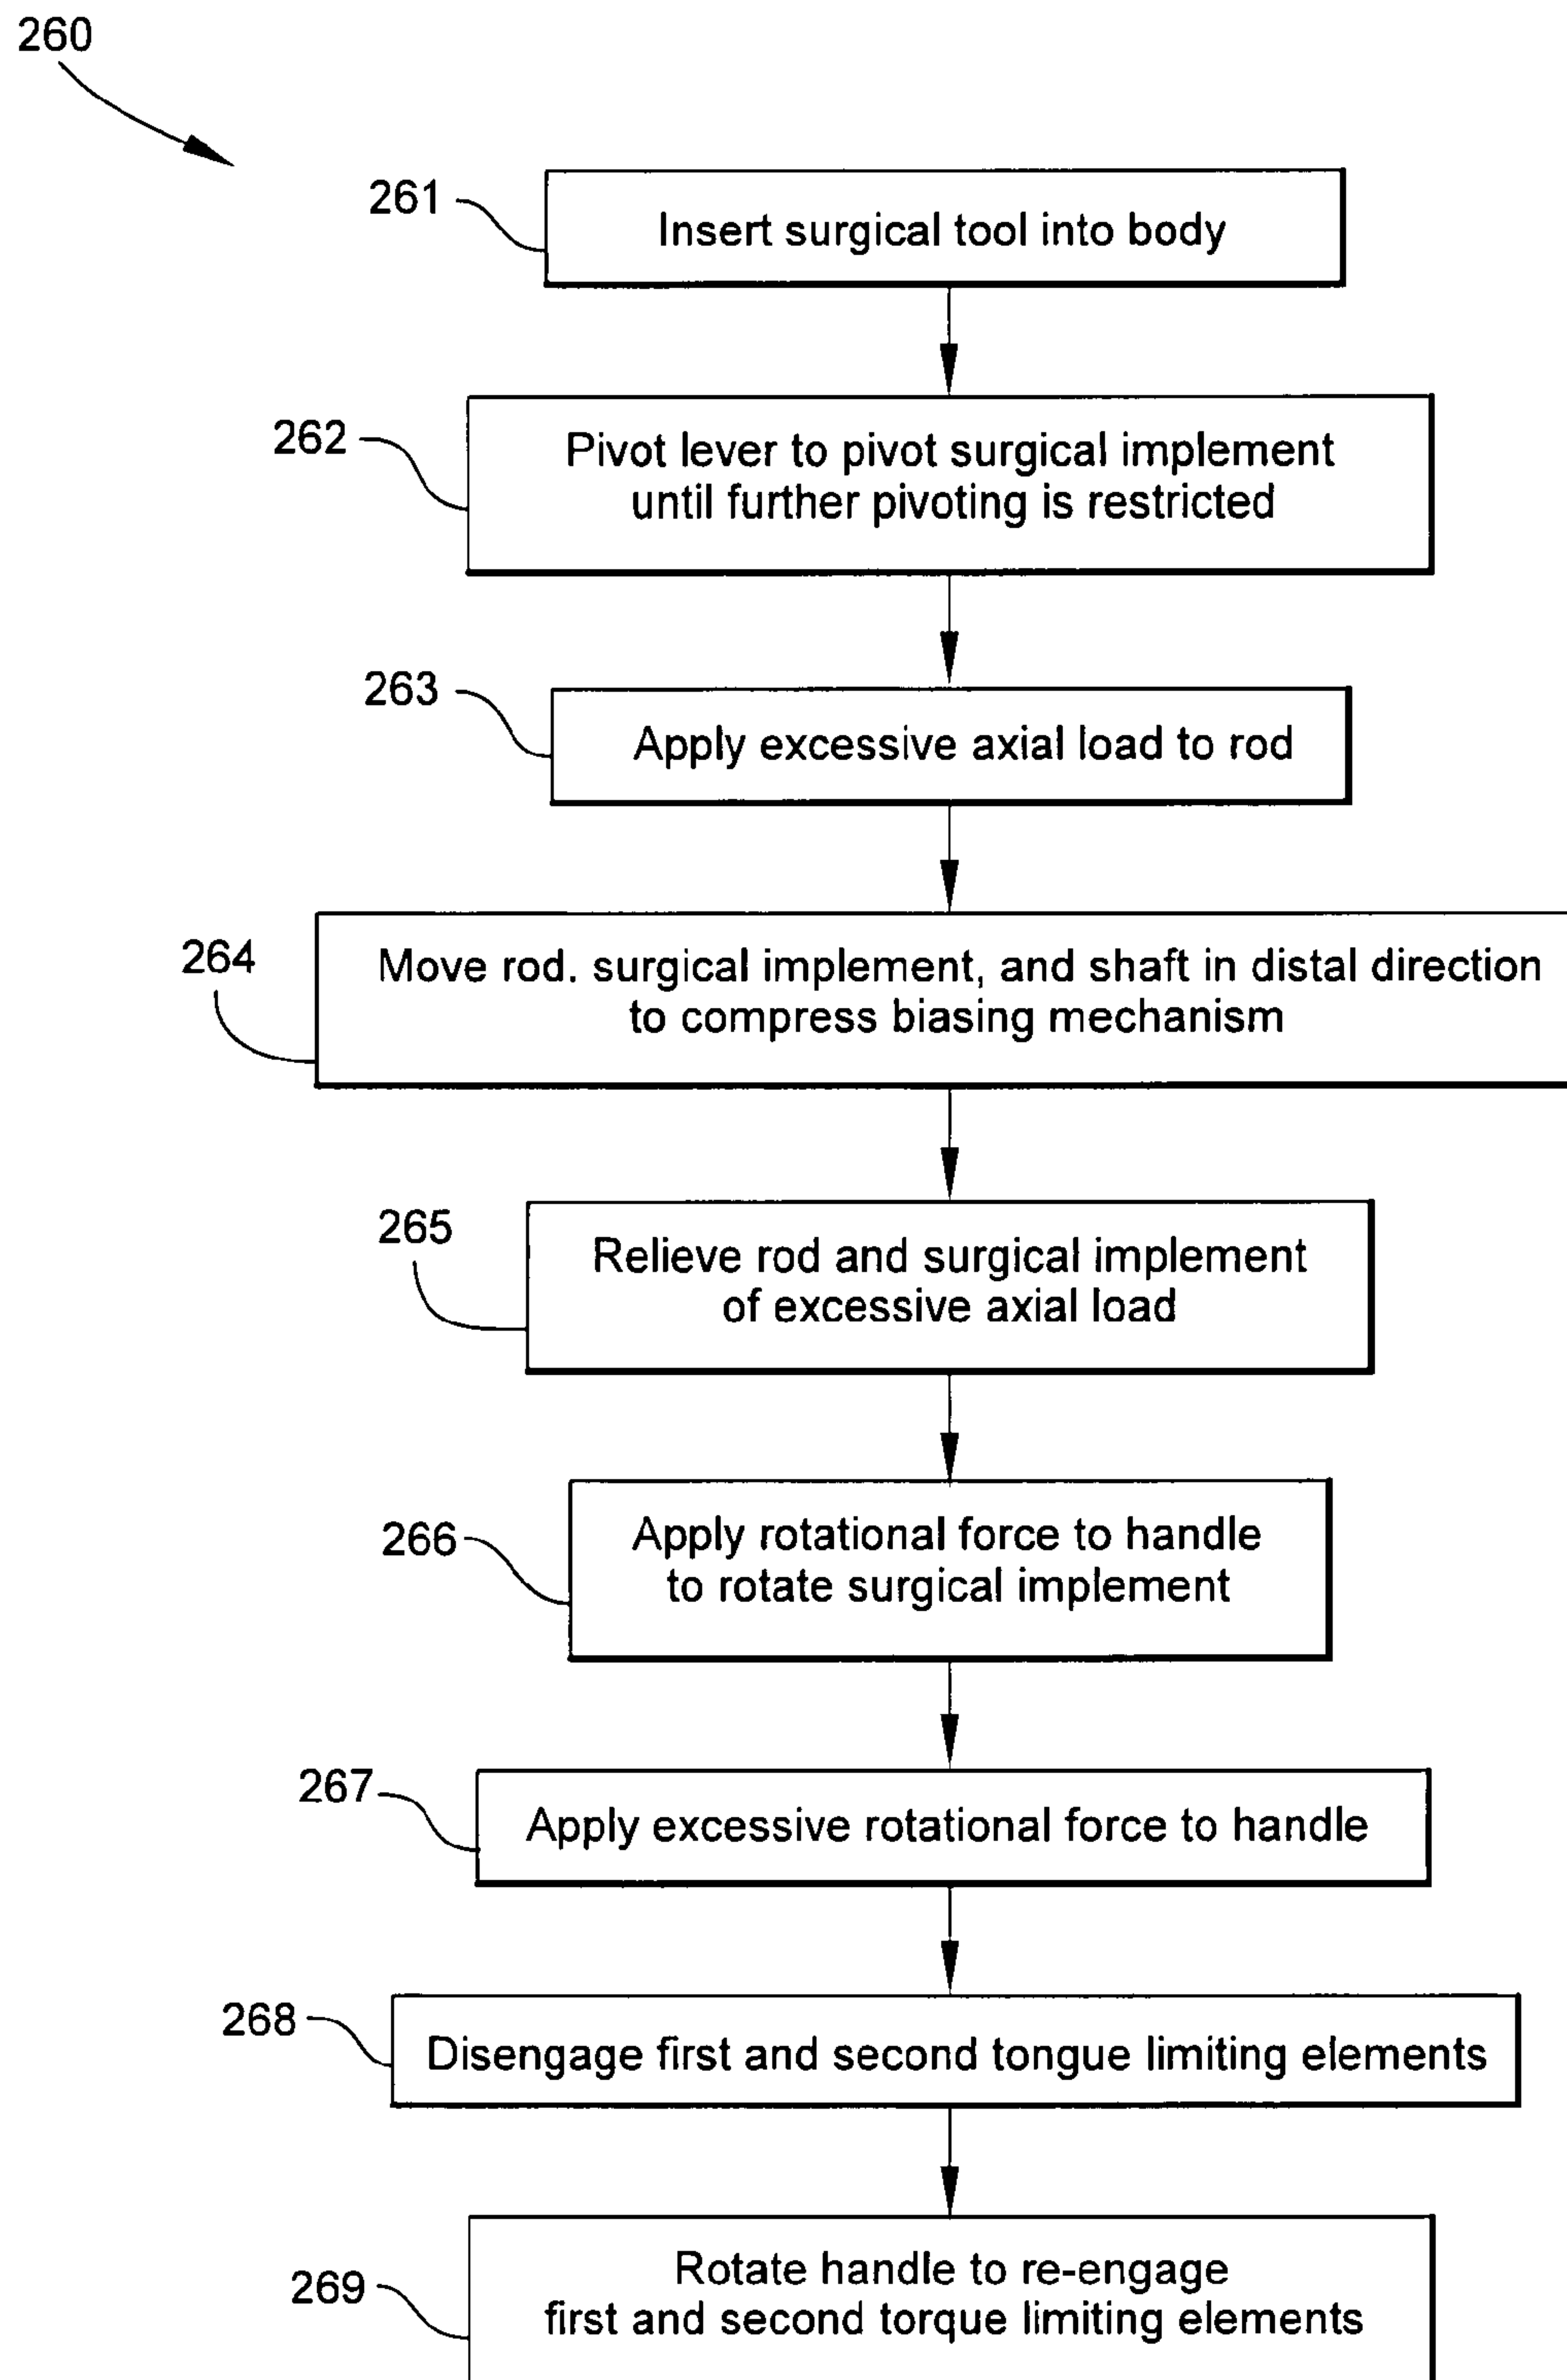 260
261
Insert surgical tool into body
262
Pivot lever to pivot surgical implement
until further pivoting is restricted
263
Apply excessive axial load to rod
264
Move rod. surgical implement, and shaft in distal direction
to compress biasing mechanism
265
Relieve rod and surgical implement
of excessive axial load
266
Apply rotational force to handle
to rotate surgical implement
267
Apply excessive rotational force to handle
268
Disengage first and second tongue limiting elements
269
Rotate handle to re-engage
first and second torque limiting elements